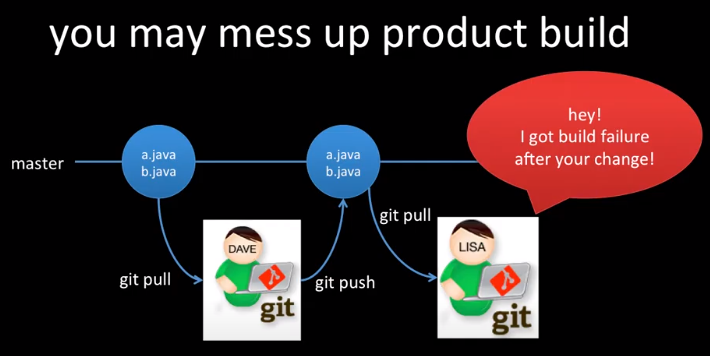 you may mess up product build
hey!
I got build failure
after your change!
master
a.java
b.java
a.java
b.java
git pull
DAVE
git
git push
git pull
LISA
git